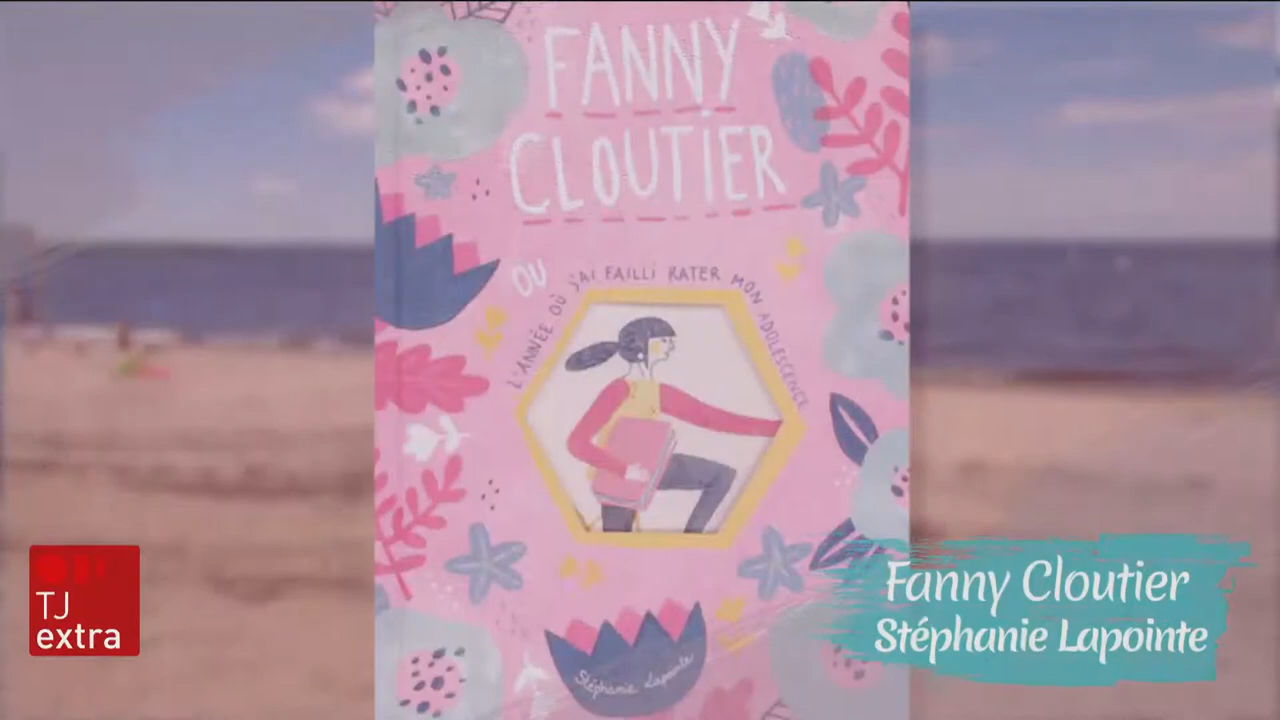 FANNY
CLOUTIER
OU
L'ANNÉE OÙ J'AI FAILLI RATER MON ADOLESCENCE
Stéphanie Lapointe
Fanny Cloutier
Stéphanie Lapointe
TJ
extra